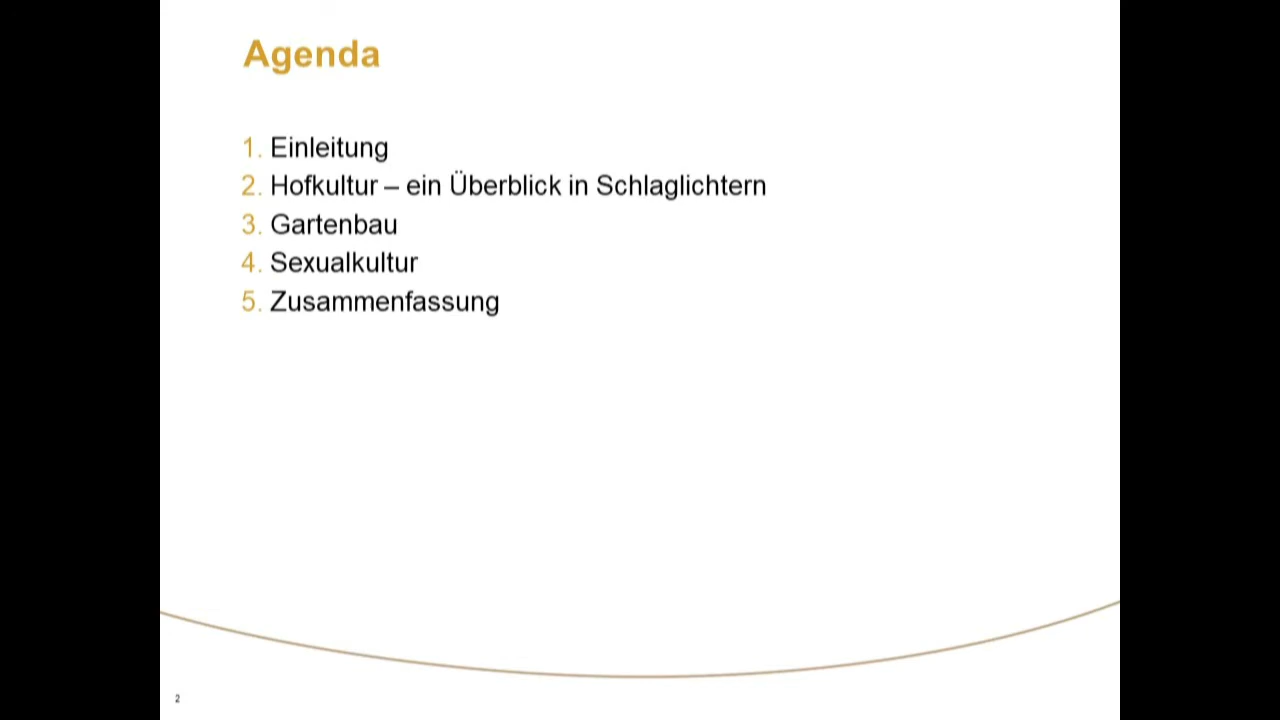 Agenda
1. Einleitung
2. Hofkultur – ein Überblick in Schlaglichtern
3. Gartenbau
4. Sexualkultur
5. Zusammenfassung
2